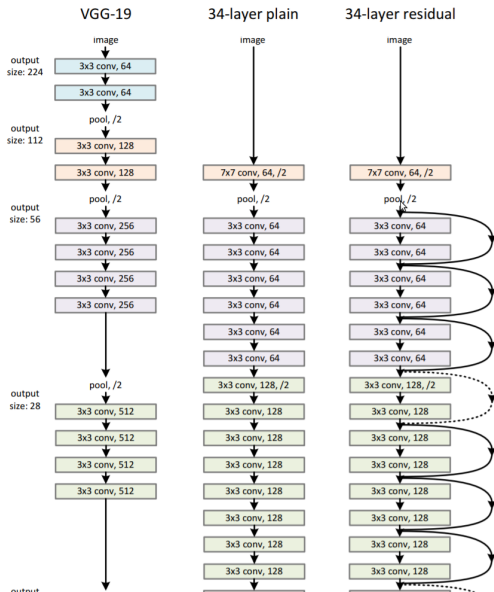 VGG-19
34-layer plain
34-layer residual
image
image
image
output
size: 224
3x3 conv, 64
3x3 conv, 64
pool, /2
output
size: 112
3x3 conv, 128
3x3 conv, 128
7x7 conv, 64, /2
7x7 conv, 64, /2
pool, /2
pool, /2
pool, /2
output
size: 56
3x3 conv, 256
3x3 conv, 64
3x3 conv, 64
3x3 conv, 256
3x3 conv, 64
3x3 conv, 64
3x3 conv, 256
3x3 conv, 64
3x3 conv, 64
3x3 conv, 256
3x3 conv, 64
3x3 conv, 64
3x3 conv, 64
3x3 conv, 64
3x3 conv, 64
3x3 conv, 64
output
size: 28
pool, /2
3x3 conv, 128, /2
3x3 conv, 128, /2
3x3 conv, 512
3x3 conv, 128
3x3 conv, 128
3x3 conv, 512
3x3 conv, 128
3x3 conv, 128
3x3 conv, 512
3x3 conv, 128
3x3 conv, 128
3x3 conv, 512
3x3 conv, 128
3x3 conv, 128
3x3 conv, 128
3x3 conv, 128
3x3 conv, 128
3x3 conv, 128
3x3 conv, 128
3x3 conv, 128
output